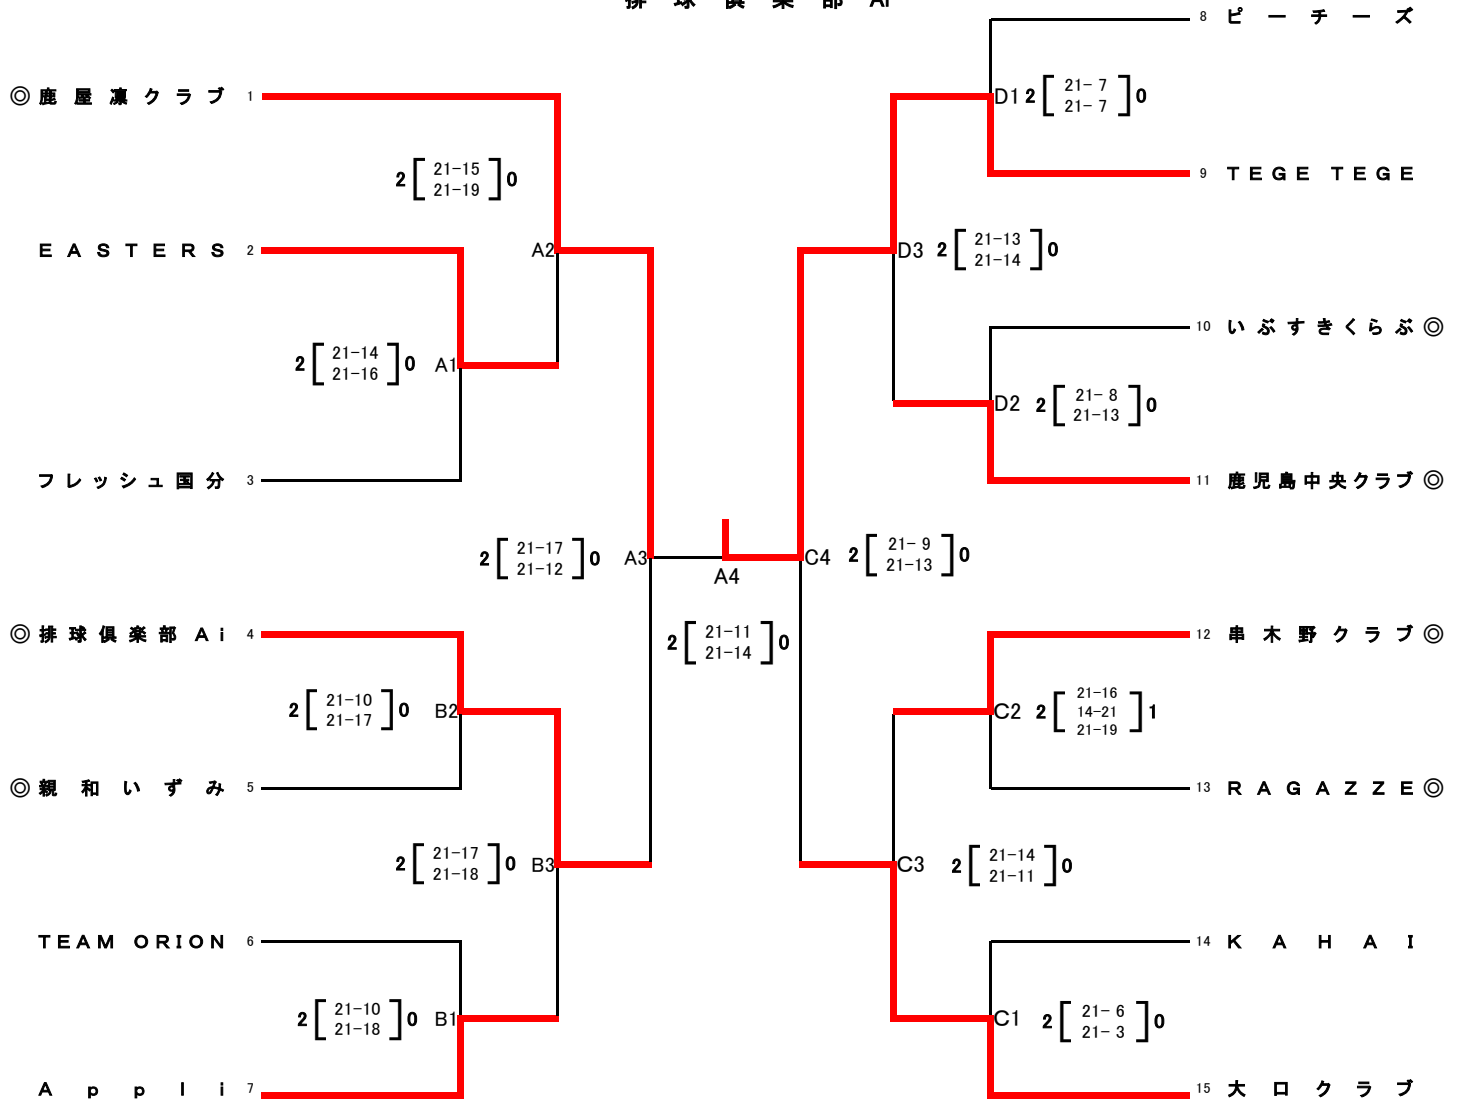 排球倶楽部Ai
8 ピーチーズ
◎鹿屋凜クラブ 1
D1 2 [21- 7 21- 7] 0
2 [21-15 21-19] 0
9 TEGE TEGE
EASTERS 2
A2
D3 2 [21-13 21-14] 0
10 いぶすきくらぶ◎
2 [21-14 21-16] 0 A1
D2 2 [21- 8 21-13] 0
フレッシュ国分 3
11 鹿児島中央クラブ◎
2 [21-17 21-12] 0 A3
A4
C4 2 [21- 9 21-13] 0
◎排球倶楽部Ai 4
2 [21-11 21-14] 0
12 串木野クラブ◎
2 [21-10 21-17] 0 B2
C2 2 [21-16 14-21 21-19] 1
◎親和いずみ 5
13 RAGAZZE◎
2 [21-17 21-18] 0 B3
C3 2 [21-14 21-11] 0
TEAM ORION 6
14 KAHAI
2 [21-10 21-18] 0 B1
C1 2 [21- 6 21- 3] 0
Appli 7
15 大口クラブ